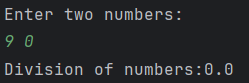 Enter two numbers:
9 0
Division of numbers:0.0